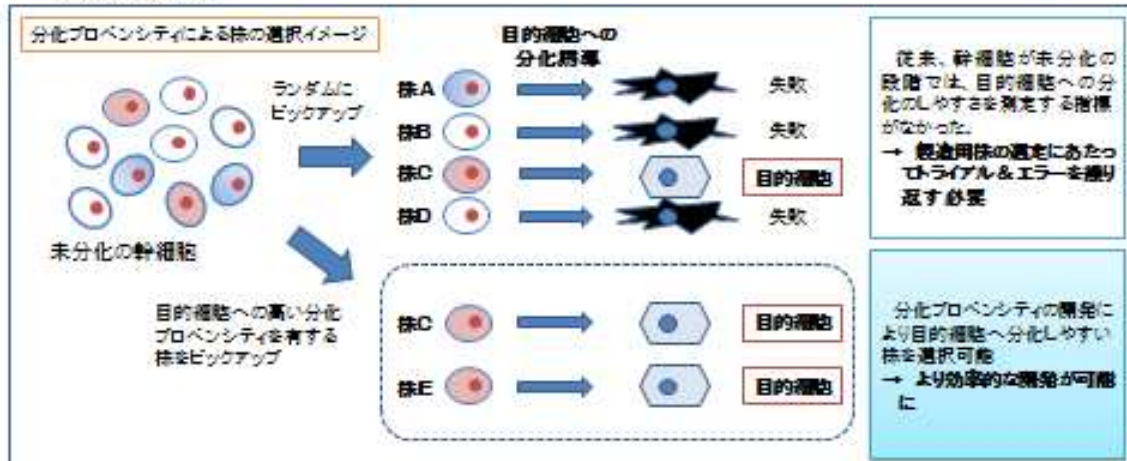 分化プロペンシティによる株の選択イメージ
目的細胞への
分化誘導
ランダムに
ピックアップ
株A
失敗
株B
失敗
株C
目的細胞
株D
失敗
未分化の幹細胞
目的細胞への高い分化
プロペンシティを有する
株をピックアップ
株C
目的細胞
株E
目的細胞
従来、幹細胞が未分化の
段階では、目的細胞への分
化のしやすさを測定する指標
がなかった。
→ 製造用株の選定にあたっ
てトライアル＆エラーを繰り
返す必要
分化プロペンシティの開発に
より目的細胞へ分化しやすい
株を選択可能
→ より効率的な開発が可能
に